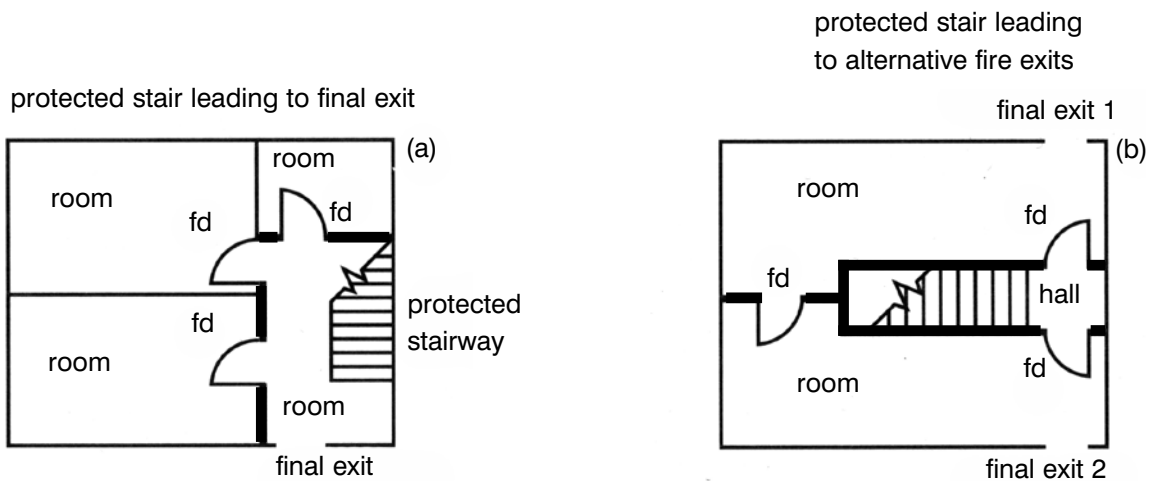 protected stair leading to final exit
(a)
room
room
fd
fd
fd
room
protected
stairway
room
final exit
protected stair leading
to alternative fire exits
final exit 1
(b)
room
fd
fd
hall
fd
room
final exit 2